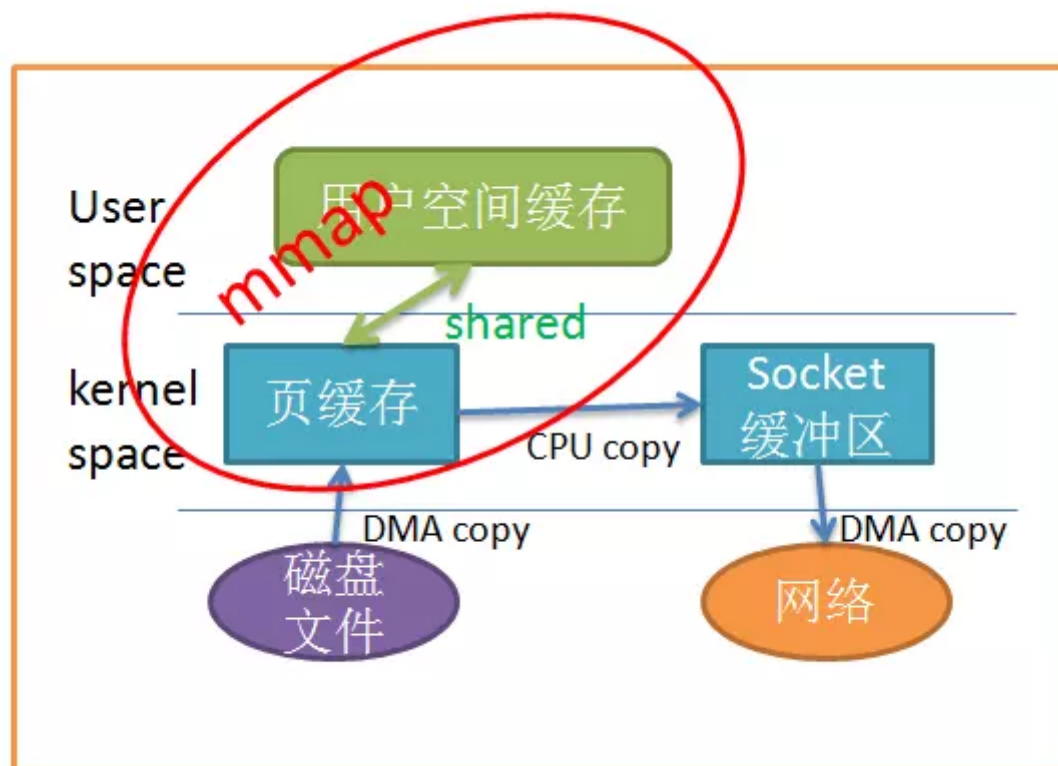 User
space
用户空间缓存
mmap
shared
kernel
space
页缓存
CPU copy
Socket
缓冲区
DMA copy
DMA copy
磁盘
文件
网络